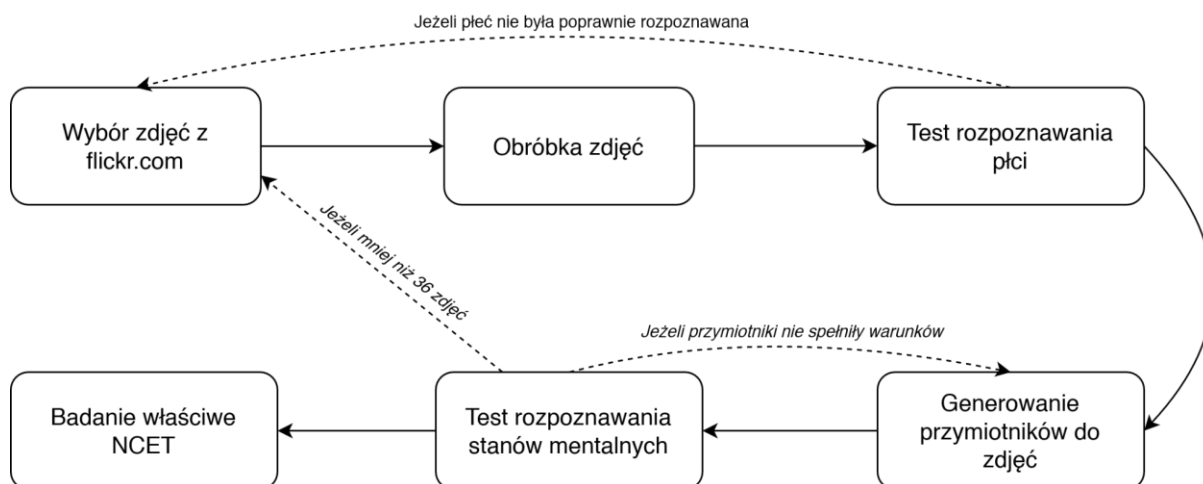 Jeżeli płeć nie była poprawnie rozpoznawana
Wybór zdjęć z
flickr.com
Obróbka zdjęć
Test rozpoznawania
płci
Jeżeli mniej niż 36 zdjęć
Jeżeli przymiotniki nie spełniły warunków
Badanie właściwe
NCET
Test rozpoznawania
stanów mentalnych
Generowanie
przymiotników do
zdjęć